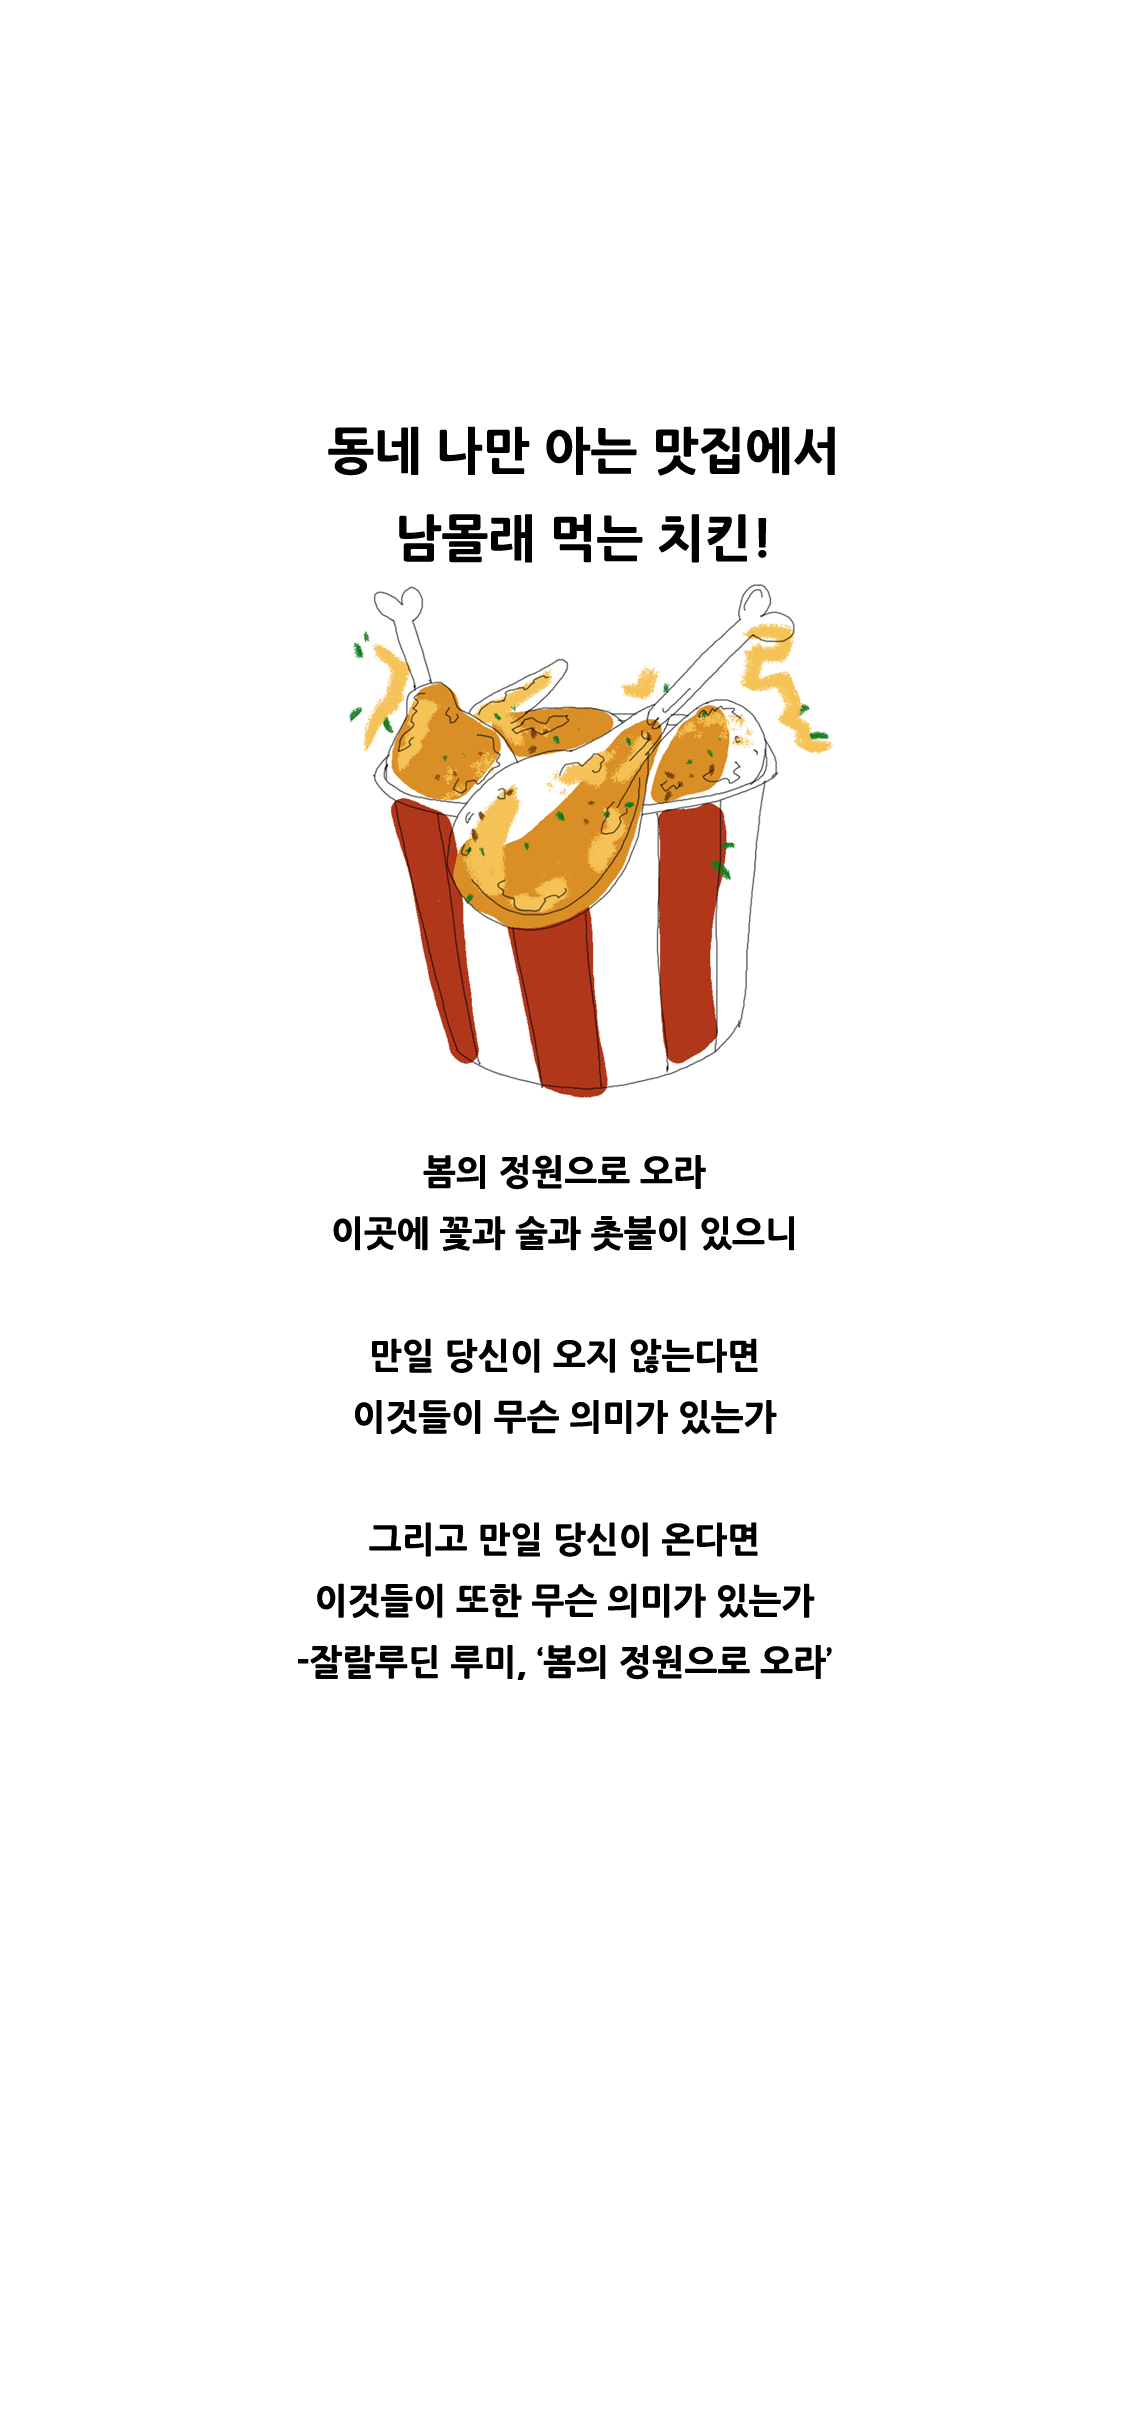 동네 나만 아는 맛집에서
남몰래 먹는 치킨!
봄의 정원으로 오라
이곳에 꽃과 술과 촛불이 있으니
만일 당신이 오지 않는다면
이것들이 무슨 의미가 있는가
그리고 만일 당신이 온다면
이것들이 또한 무슨 의미가 있는가
-잘랄루딘 루미, ‘봄의 정원으로 오라’